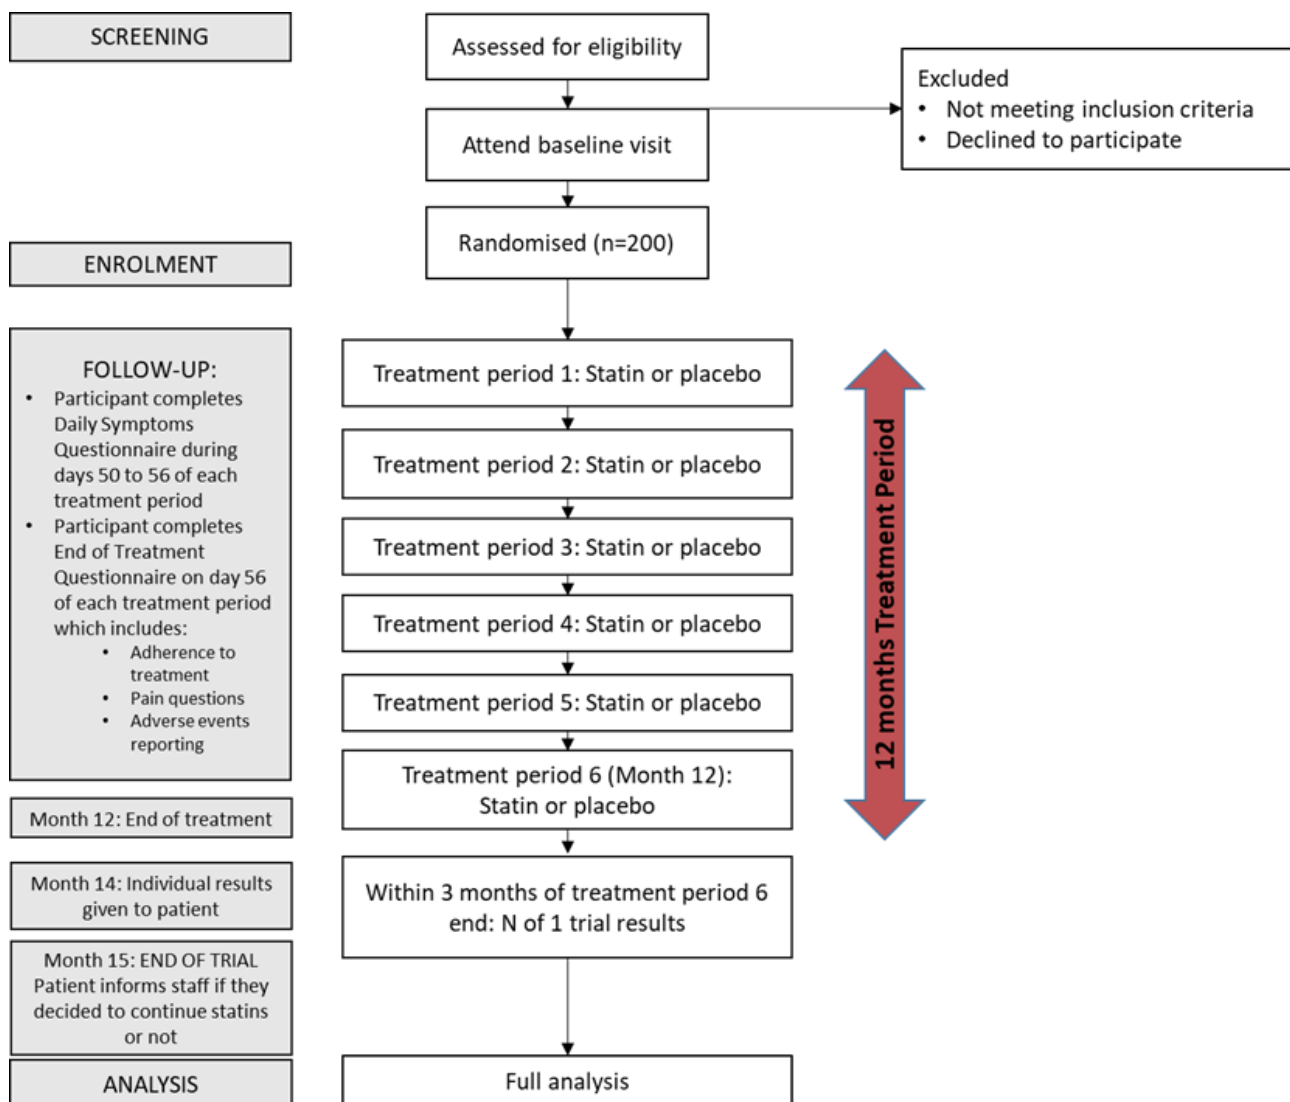 SCREENING
Assessed for eligibility
Excluded
• Not meeting inclusion criteria
• Declined to participate
Attend baseline visit
Randomised (n=200)
ENROLMENT
FOLLOW-UP:
• Participant completes
Daily Symptoms
Questionnaire during
days 50 to 56 of each
treatment period
• Participant completes
End of Treatment
Questionnaire on day 56
of each treatment period
which includes:
• Adherence to
treatment
• Pain questions
• Adverse events
reporting
Treatment period 1: Statin or placebo
Treatment period 2: Statin or placebo
Treatment period 3: Statin or placebo
Treatment period 4: Statin or placebo
Treatment period 5: Statin or placebo
Treatment period 6 (Month 12):
Statin or placebo
12 months Treatment Period
Month 12: End of treatment
Month 14: Individual results
given to patient
Within 3 months of treatment period 6
end: N of 1 trial results
Month 15: END OF TRIAL
Patient informs staff if they
decided to continue statins
or not
ANALYSIS
Full analysis